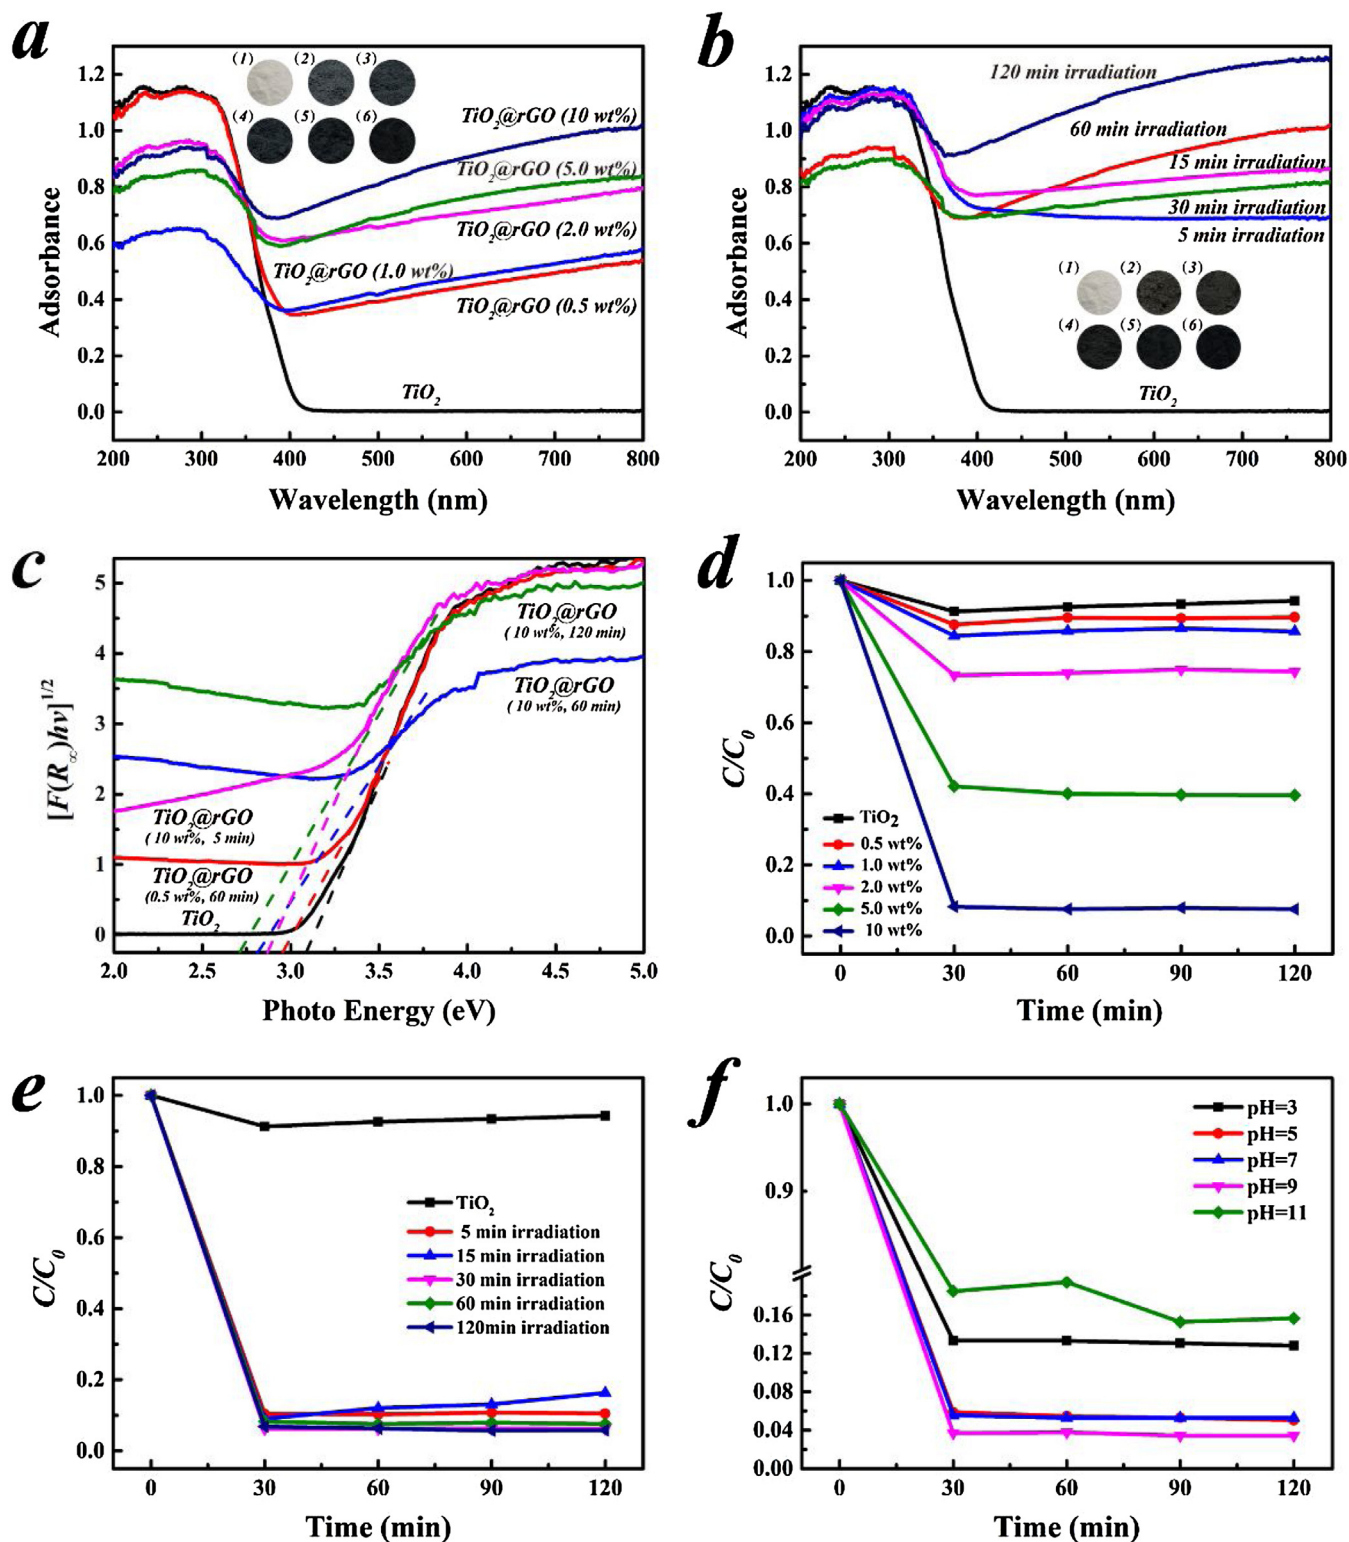 a
1.2
1.0
0.8
0.6
0.4
0.2
0.0
Adsorbance
(1) (2) (3)
(4) (5) (6)
TiO2@rGO (10 wt%)
TiO2@rGO (5.0 wt%)
TiO2@rGO (2.0 wt%)
TiO2@rGO (1.0 wt%)
TiO2@rGO (0.5 wt%)
TiO2
200 300 400 500 600 700 800
Wavelength (nm)
b
1.2
1.0
0.8
0.6
0.4
0.2
0.0
Adsorbance
120 min irradiation
60 min irradiation
15 min irradiation
30 min irradiation
5 min irradiation
(1) (2) (3)
(4) (5) (6)
TiO2
200 300 400 500 600 700 800
Wavelength (nm)
c
5
4
3
2
1
0
[F(R∞)hν]1/2
TiO2@rGO
( 10 wt%, 120 min)
TiO2@rGO
( 10 wt%, 60 min)
TiO2@rGO
( 10 wt%, 5 min)
TiO2@rGO
(0.5 wt%, 60 min)
TiO2
2.0 2.5 3.0 3.5 4.0 4.5 5.0
Photo Energy (eV)
d
1.0
0.8
0.6
0.4
0.2
0.0
C/C0
TiO2
0.5 wt%
1.0 wt%
2.0 wt%
5.0 wt%
10 wt%
0 30 60 90 120
Time (min)
e
1.0
0.8
0.6
0.4
0.2
0.0
C/C0
TiO2
5 min irradiation
15 min irradiation
30 min irradiation
60 min irradiation
120min irradiation
0 30 60 90 120
Time (min)
f
1.0
0.9
0.16
0.12
0.08
0.04
0.00
C/C0
pH=3
pH=5
pH=7
pH=9
pH=11
0 30 60 90 120
Time (min)